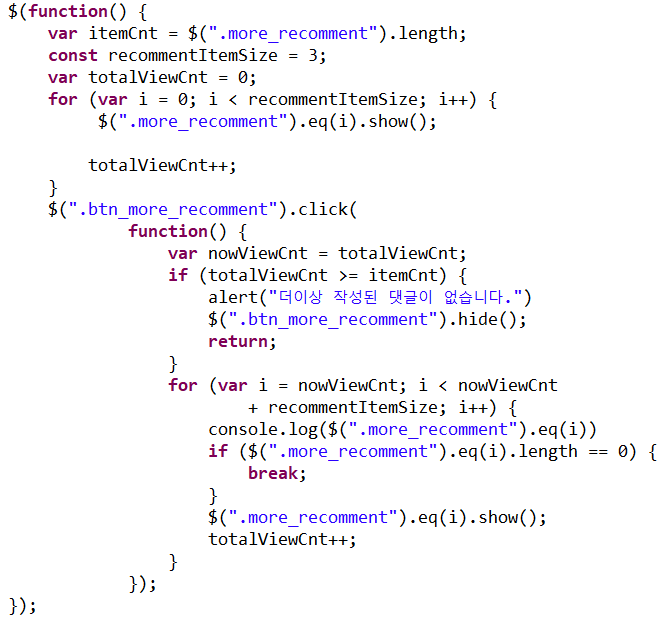 $(function() {
    var itemCnt = $(".more_recomment").length;
    const recommentItemSize = 3;
    var totalViewCnt = 0;
    for (var i = 0; i < recommentItemSize; i++) {
         $(".more_recomment").eq(i).show();

        totalViewCnt++;
    }
    $(".btn_more_recomment").click(
            function() {
                var nowViewCnt = totalViewCnt;
                if (totalViewCnt >= itemCnt) {
                    alert("더이상 작성된 댓글이 없습니다.")
                    $(".btn_more_recomment").hide();
                    return;
                }
                for (var i = nowViewCnt; i < nowViewCnt
                        + recommentItemSize; i++) {
                    console.log($(".more_recomment").eq(i))
                    if ($(".more_recomment").eq(i).length == 0) {
                        break;
                    }
                    $(".more_recomment").eq(i).show();
                    totalViewCnt++;
                }
            });
});